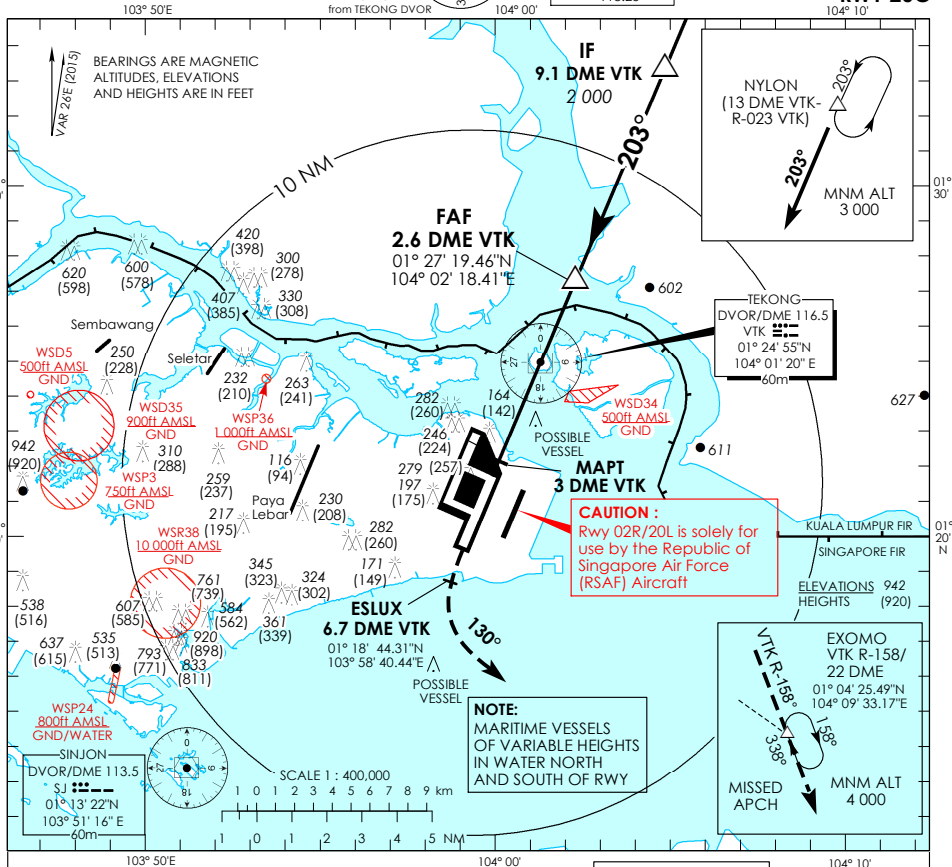 103° 50'E
from TEKONG DVOR
104° 00'
104° 10'
BEARINGS ARE MAGNETIC
ALTITUDES, ELEVATIONS
AND HEIGHTS ARE IN FEET
VAR 26'E (2015)
IF
9.1 DME VTK
2 000
203°
NYLON
(13 DME VTK-
R-023 VTK)
203°
203°
MNM ALT
3 000
10 NM
01°
30'
FAF
2.6 DME VTK
01° 27' 19.46"N
104° 02' 18.41"E
620
(598)
600
(578)
420
(398)
300
(278)
407
(385)
330
(308)
602
TEKONG
DVOR/DME 116.5
VTK
01° 24' 55"N
104° 01' 20" E
60m
Sembawang
Seletar
WSD5
500ft AMSL
GND
250
(228)
232
(210)
263
(241)
0
9
18
27
WSD35
900ft AMSL
GND
WSP36
1 000ft AMSL
GND
282
(260)
164
(142)
WSD34
500ft AMSL
GND
627
942
(920)
310
(288)
246
(224)
POSSIBLE
VESSEL
611
WSP3
750ft AMSL
GND
259
(237)
116
(94)
279
(257)
197
(175)
MAPT
3 DME VTK
Paya
Lebar
230
(208)
217
(195)
282
(260)
CAUTION :
Rwy 02R/20L is solely for
use by the Republic of
Singapore Air Force
(RSAF) Aircraft
KUALA LUMPUR FIR
SINGAPORE FIR
01°
20'
N
WSR38
10 000ft AMSL
GND
345
(323)
324
(302)
171
(149)
761
(739)
538
(516)
607
(585)
584
(562)
361
(339)
ELEVATIONS 942
HEIGHTS (920)
ESLUX
6.7 DME VTK
01° 18' 44.31"N
103° 58' 40.44"E
130°
637
(615)
535
(513)
793
(771)
920
(898)
833
(811)
POSSIBLE
VESSEL
EXOMO
VTK R-158/
22 DME
01° 04' 25.49"N
104° 09' 33.17"E
VTK R-158°
158°
338°
MISSED
APCH
MNM ALT
4 000
WSP24
800ft AMSL
GND/WATER
NOTE:
MARITIME VESSELS
OF VARIABLE HEIGHTS
IN WATER NORTH
AND SOUTH OF RWY
SINJON
DVOR/DME 113.5
SJ
01° 13' 22"N
103° 51' 16" E
60m
0
9
18
27
SCALE 1 : 400,000
1 0 1 2 3 4 5 6 7 8 9 km
1 0 1 2 3 4 5 NM
103° 50'E
104° 00'
104° 10'